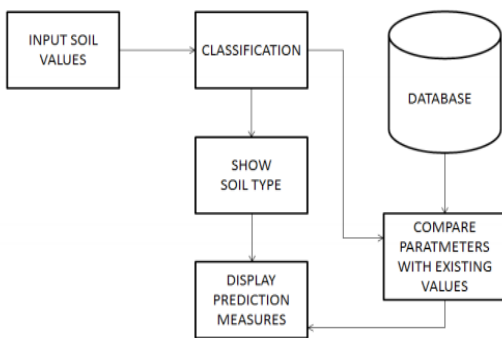 INPUT SOIL
VALUES
CLASSIFICATION
DATABASE
SHOW
SOIL TYPE
COMPARE
PARATMETERS
WITH EXISTING
VALUES
DISPLAY
PREDICTION
MEASURES